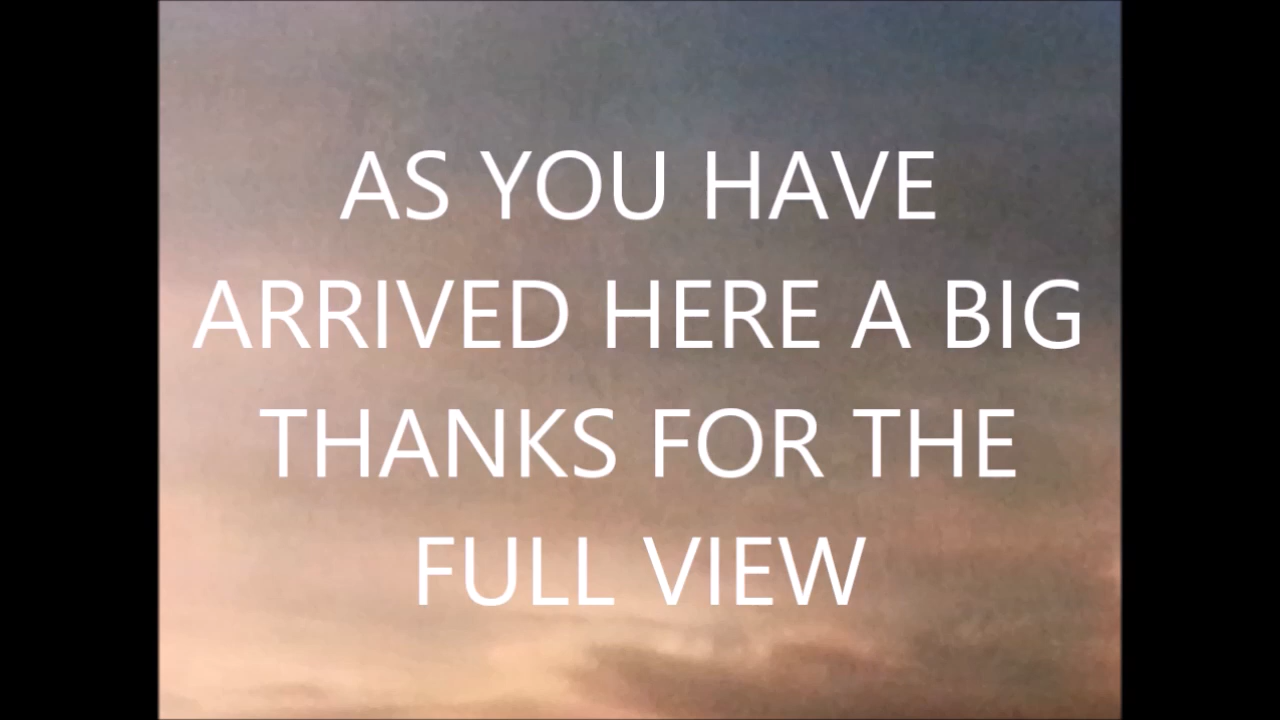 AS YOU HAVE
ARRIVED HERE A BIG
THANKS FOR THE
FULL VIEW